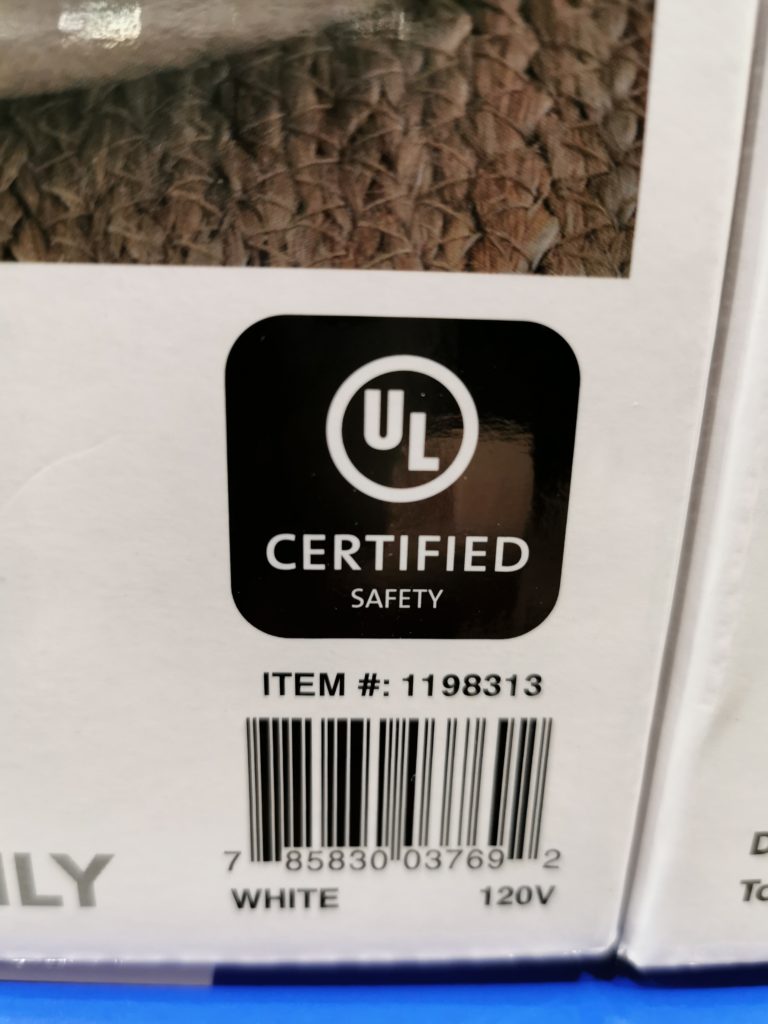 UL
CERTIFIED
SAFETY
ITEM #: 1198313
7 85830 03769 2
WHITE 120V